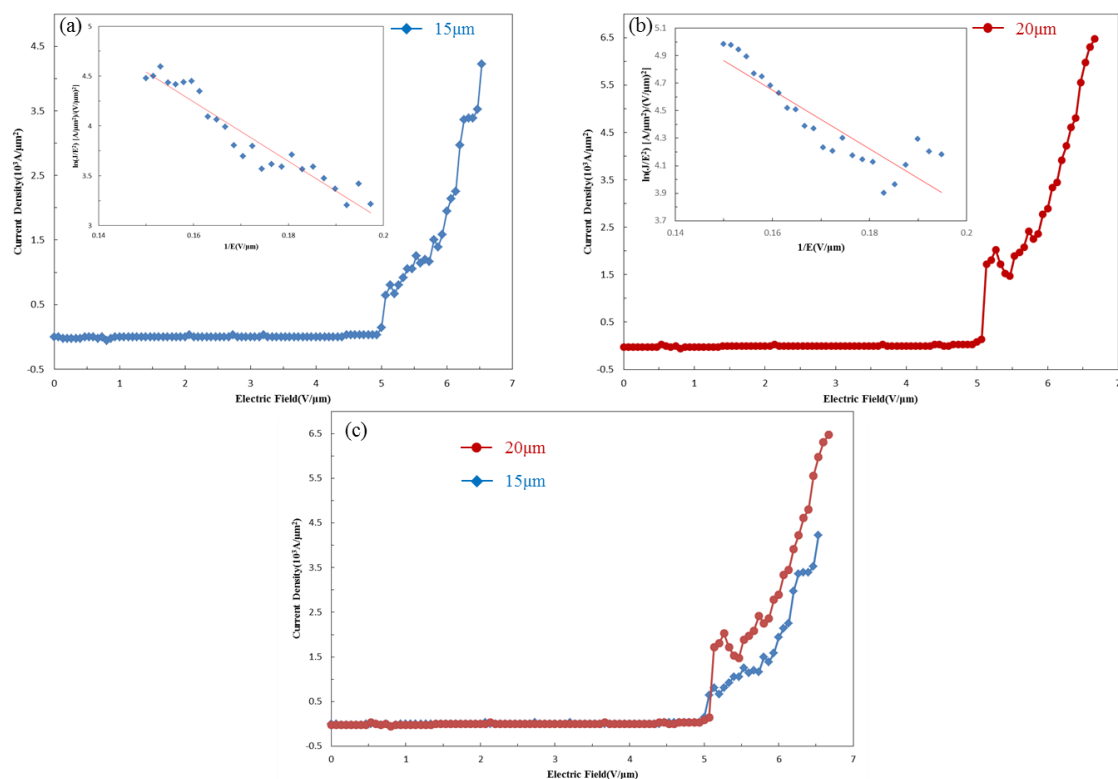 (a)
15μm
Current Density(10³A/μm²)
4.5
3.5
2.5
1.5
0.5
-0.5
0 1 2 3 4 5 6 7
Electric Field(V/μm)
ln(J/E²) [A/μm²)/(V/μm)²]
5
4.5
4
3.5
3
0.14 0.16 0.18 0.2
1/E(V/μm)
(b)
20μm
Current Density(10³A/μm²)
6.5
5.5
4.5
3.5
2.5
1.5
0.5
-0.5
0 1 2 3 4 5 6 7
Electric Field(V/μm)
ln(J/E²) [A/μm²)/(V/μm)²]
5.1
4.9
4.7
4.5
4.3
4.1
3.9
3.7
0.14 0.16 0.18 0.2
1/E(V/μm)
(c)
20μm
15μm
Current Density(10³A/μm²)
6.5
5.5
4.5
3.5
2.5
1.5
0.5
-0.5
0 1 2 3 4 5 6 7
Electric Field(V/μm)